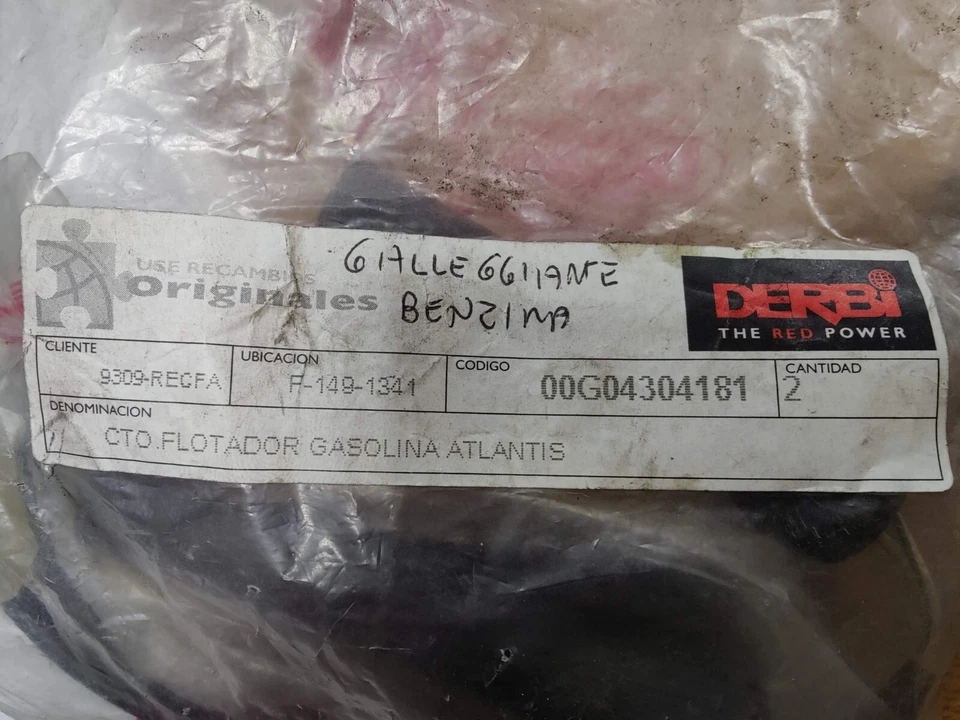 USE RECAMBIOS
originales
GIALLEGGIANTE
BENZINA
DERBi
THE RED POWER
CLIENTE
9309-RECFA
UBICACION
F-149-1341
CODIGO
00G04304181
CANTIDAD
2
DENOMINACION
CTO.FLOTADOR GASOLINA ATLANTIS